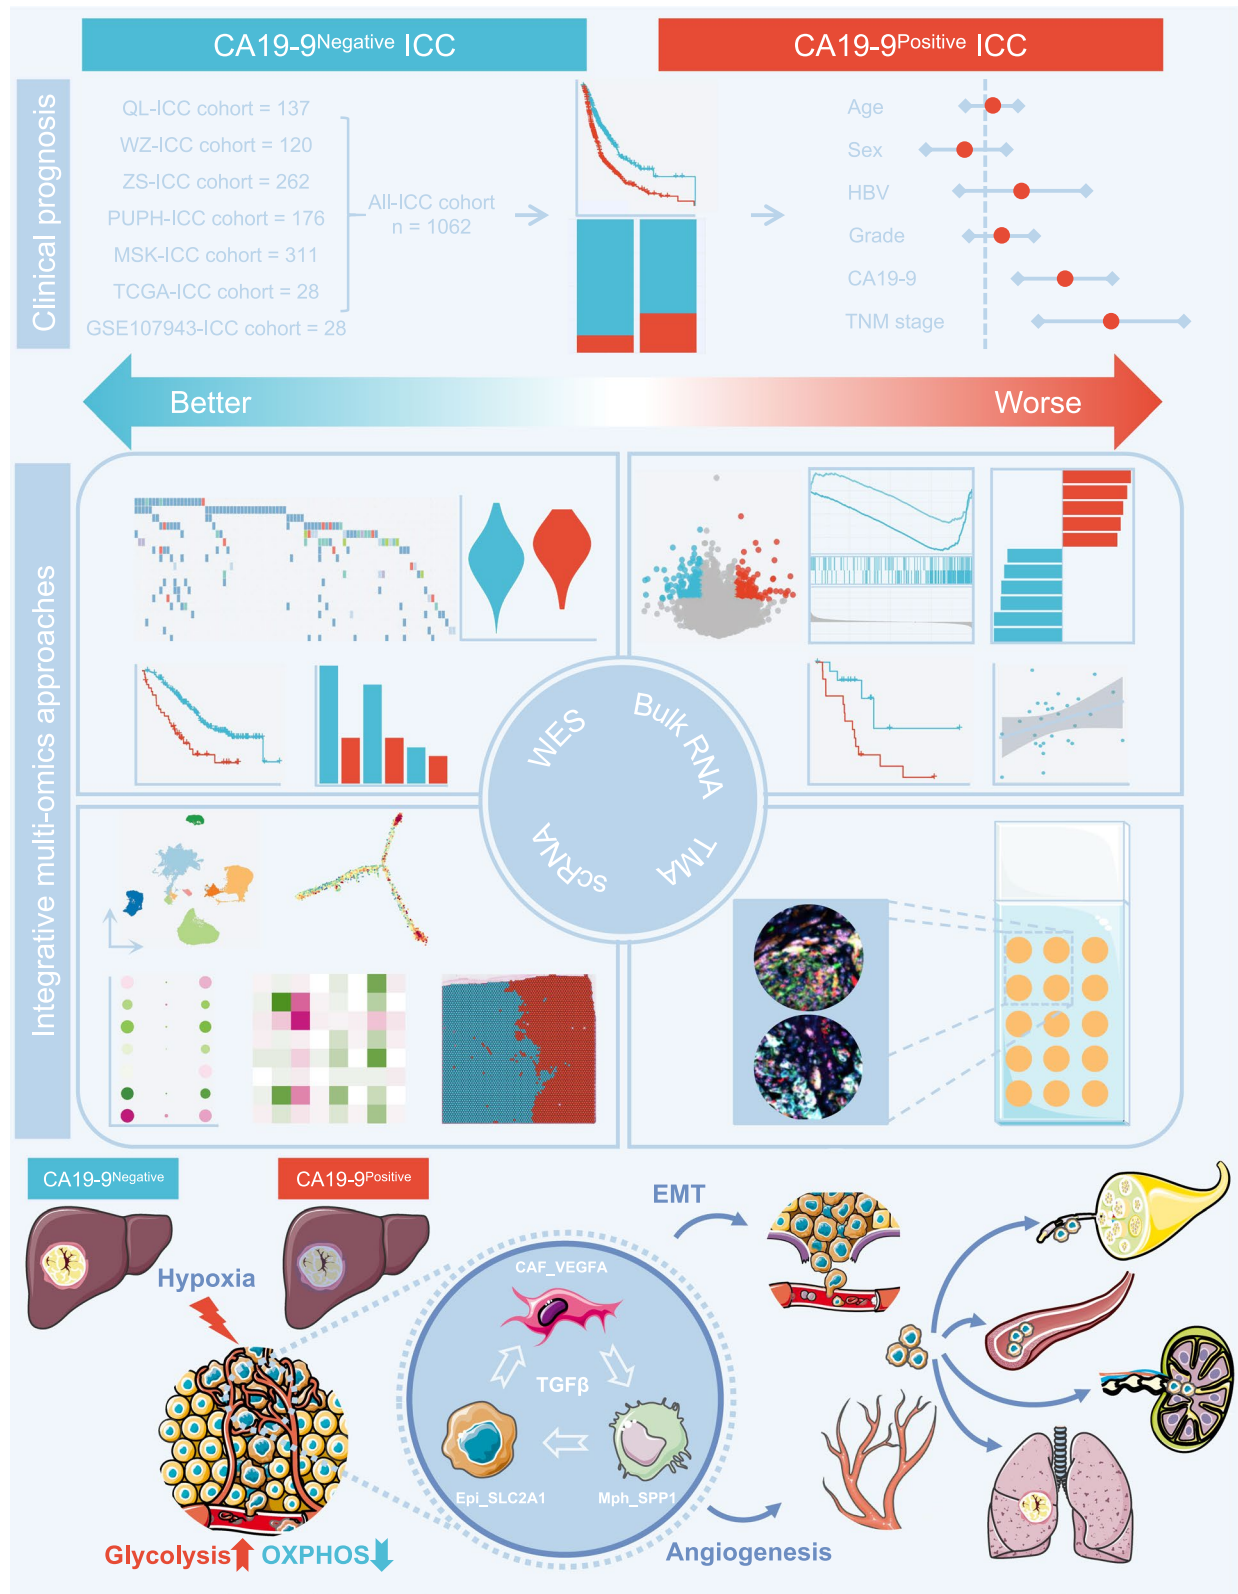 CA19-9Negative ICC
CA19-9Positive ICC
Clinical prognosis
QL-ICC cohort = 137
WZ-ICC cohort = 120
ZS-ICC cohort = 262
PUPH-ICC cohort = 176
MSK-ICC cohort = 311
TCGA-ICC cohort = 28
GSE107943-ICC cohort = 28
All-ICC cohort
n = 1062
Age
Sex
HBV
Grade
CA19-9
TNM stage
Better
Worse
Integrative multi-omics approaches
WES
Bulk RNA
scRNA
TMA
CA19-9Negative
CA19-9Positive
Hypoxia
Glycolysis
OXPHOS
CAF_VEGFA
TGFβ
Epi_SLC2A1
Mph_SPP1
EMT
Angiogenesis